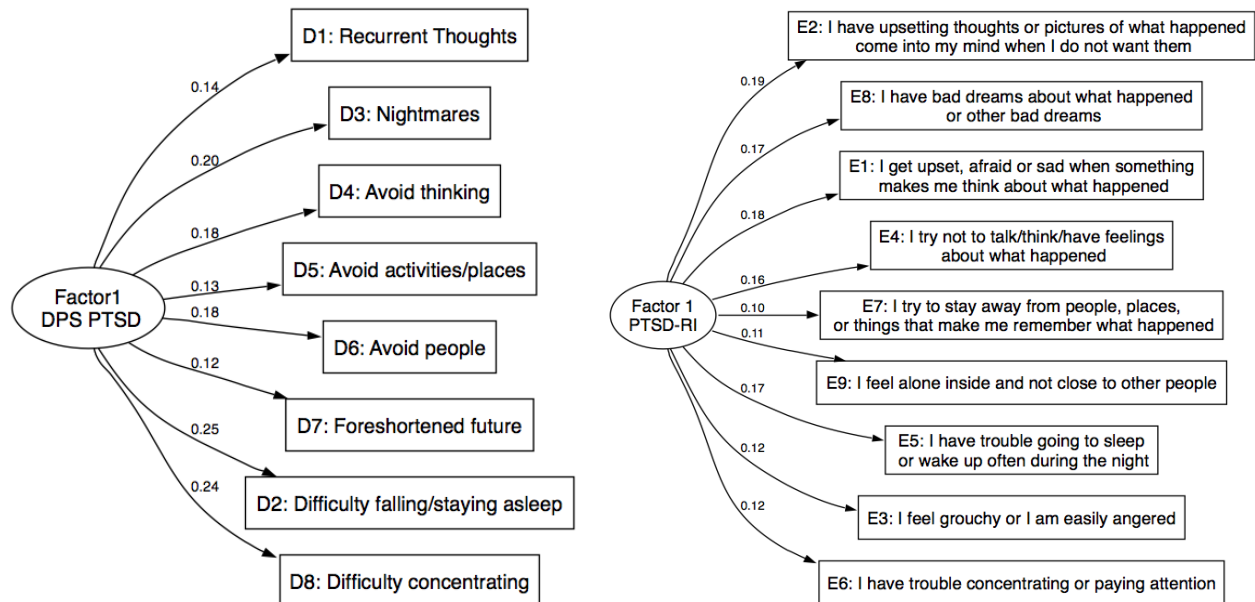 D1: Recurrent Thoughts
0.14
D3: Nightmares
0.20
D4: Avoid thinking
0.18
D5: Avoid activities/places
0.13
Factor1
DPS PTSD
0.18
D6: Avoid people
0.12
D7: Foreshortened future
0.25
D2: Difficulty falling/staying asleep
0.24
D8: Difficulty concentrating
E2: I have upsetting thoughts or pictures of what happened
come into my mind when I do not want them
0.19
E8: I have bad dreams about what happened
or other bad dreams
0.17
E1: I get upset, afraid or sad when something
makes me think about what happened
0.18
E4: I try not to talk/think/have feelings
about what happened
0.16
Factor 1
PTSD-RI
0.10
E7: I try to stay away from people, places,
or things that make me remember what happened
0.11
E9: I feel alone inside and not close to other people
0.17
E5: I have trouble going to sleep
or wake up often during the night
0.12
E3: I feel grouchy or I am easily angered
0.12
E6: I have trouble concentrating or paying attention